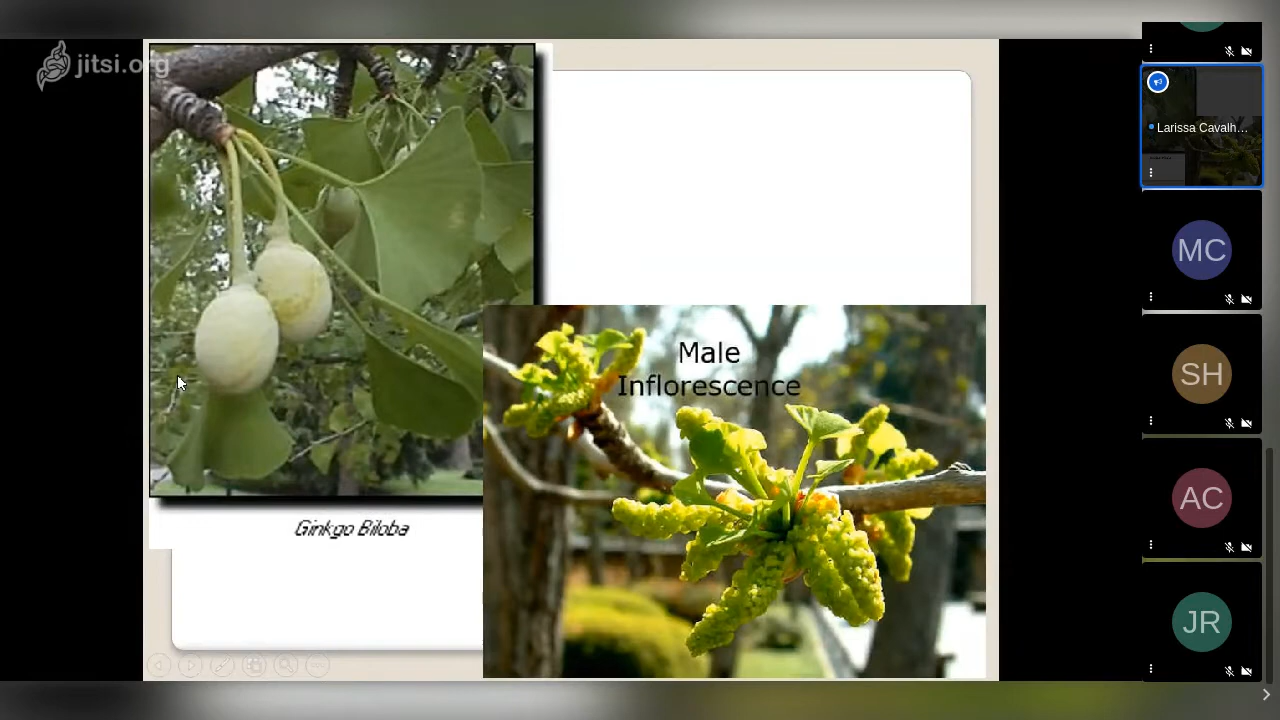 jitsi.org
Male
Inflorescence
Ginkgo Biloba
Larissa Cavalh...
MC
SH
AC
JR